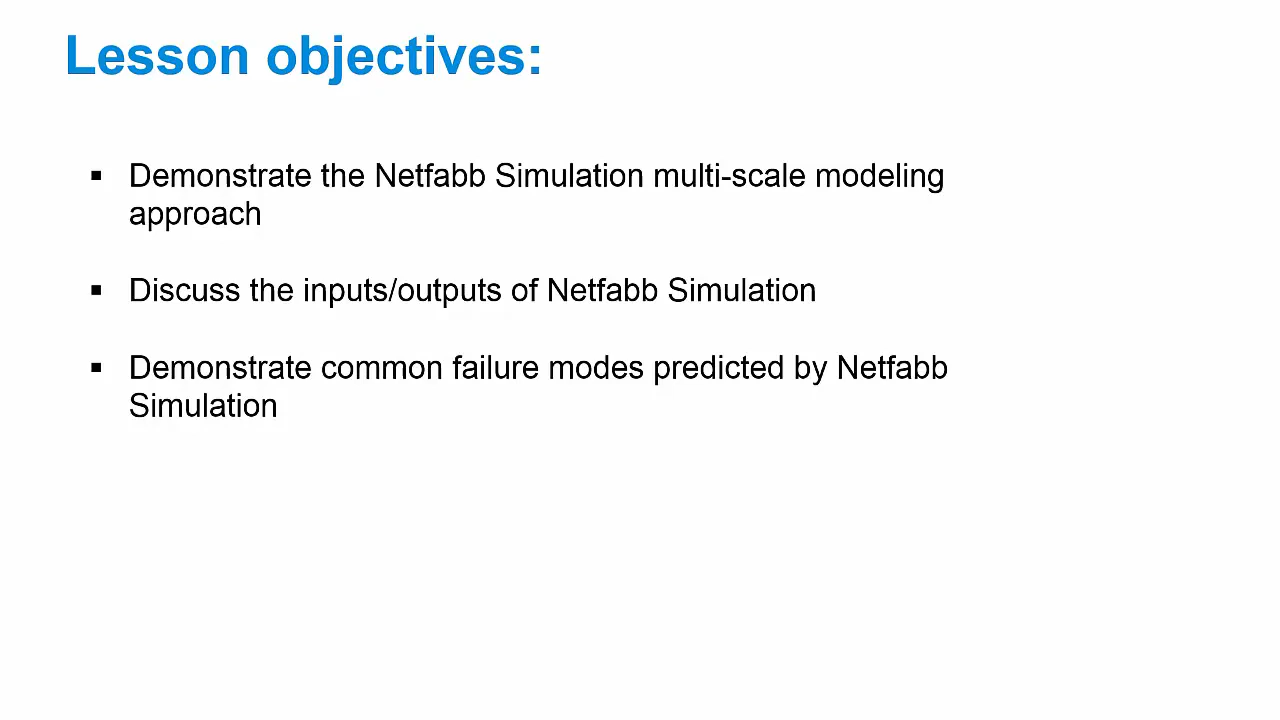 Lesson objectives:
▪ Demonstrate the Netfabb Simulation multi-scale modeling
approach
▪ Discuss the inputs/outputs of Netfabb Simulation
▪ Demonstrate common failure modes predicted by Netfabb
Simulation